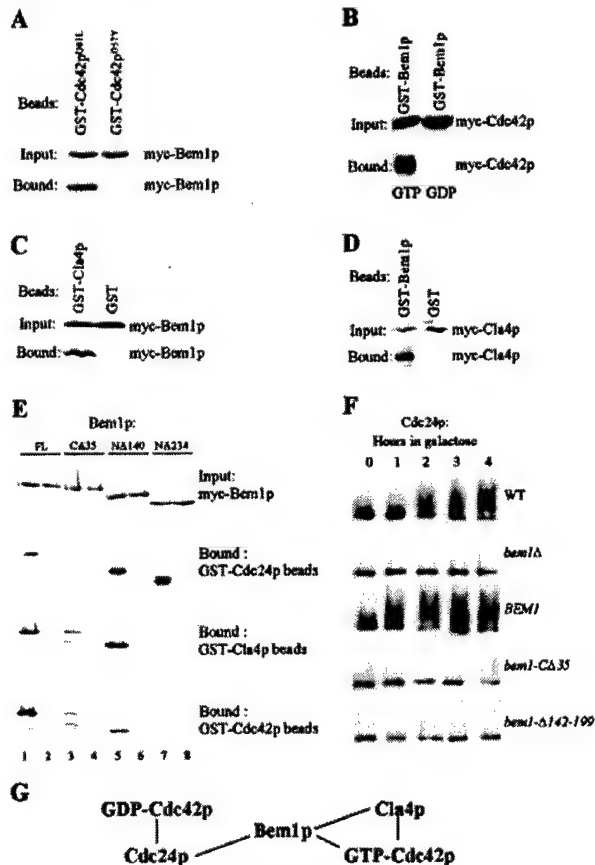 A
Beads:
GST-Cdc42p
GST-Cdc42p
Input: myc-Bem1p
Bound: myc-Bem1p
B
Beads:
GST-Bem1p
GST-Bem1p
Input: myc-Cdc42p
Bound: myc-Cdc42p
GTP GDP
C
Beads:
GST-Cla4p
GST
Input: myc-Bem1p
Bound: myc-Bem1p
D
Beads:
GST-Bem1p
GST
Input: myc-Cla4p
Bound: myc-Cla4p
E
Bem1p:
FL CΔ35 NΔ140 NΔ234
Input:
myc-Bem1p
Bound :
GST-Cdc24p beads
Bound :
GST-Cla4p beads
Bound :
GST-Cdc42p beads
1 2 3 4 5 6 7 8
F
Cdc24p:
Hours in galactose
0 1 2 3 4
WT
bem1Δ
BEM1
bem1-CΔ35
bem1-Δ142-199
G
GDP-Cdc42p Cla4p
Bem1p
Cdc24p GTP-Cdc42p